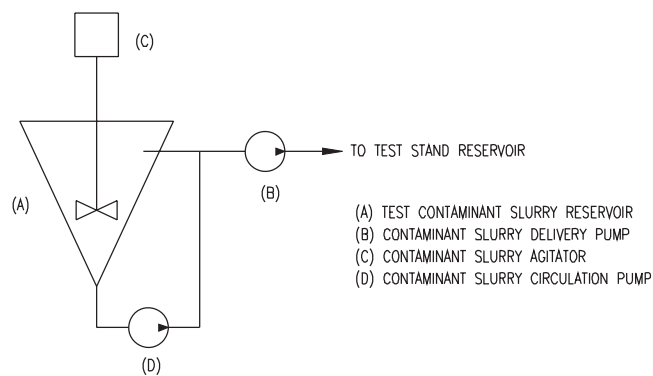 (C)
TO TEST STAND RESERVOIR
(B)
(A)
(A) TEST CONTAMINANT SLURRY RESERVOIR
(B) CONTAMINANT SLURRY DELIVERY PUMP
(C) CONTAMINANT SLURRY AGITATOR
(D) CONTAMINANT SLURRY CIRCULATION PUMP
(D)